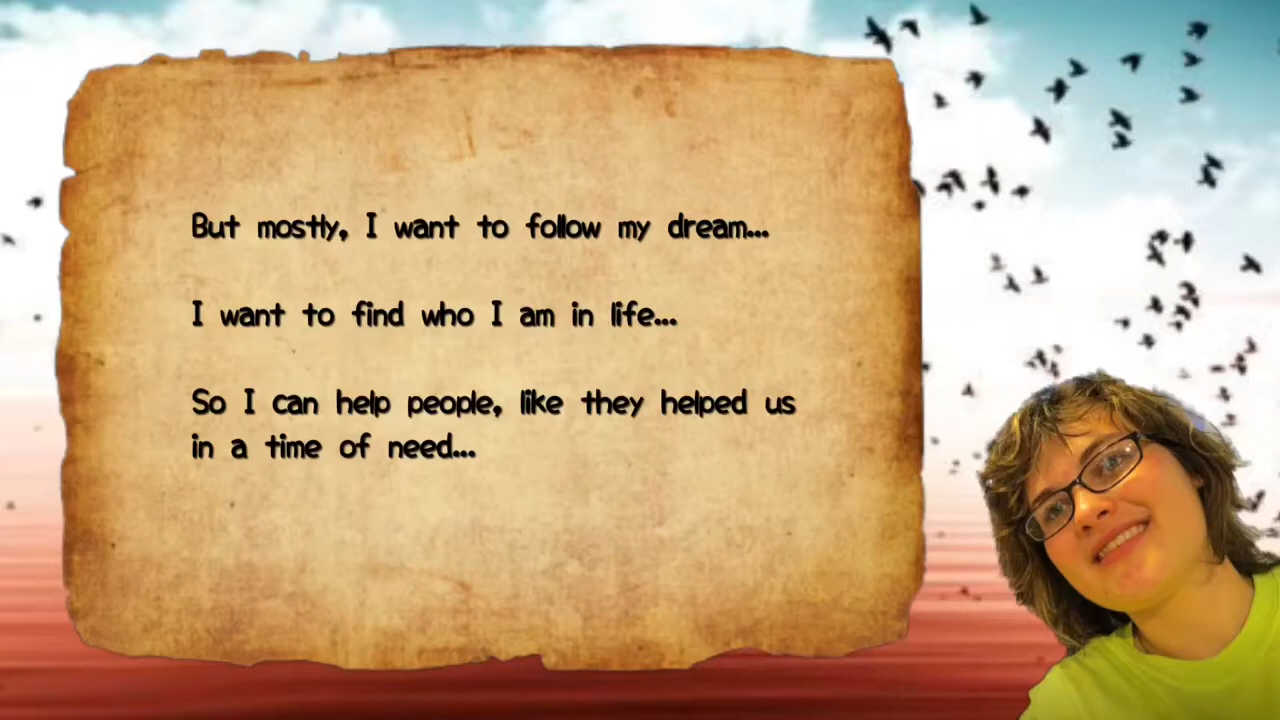 But mostly, I want to follow my dream...
I want to find who I am in life...
So I can help people, like they helped us
in a time of need...